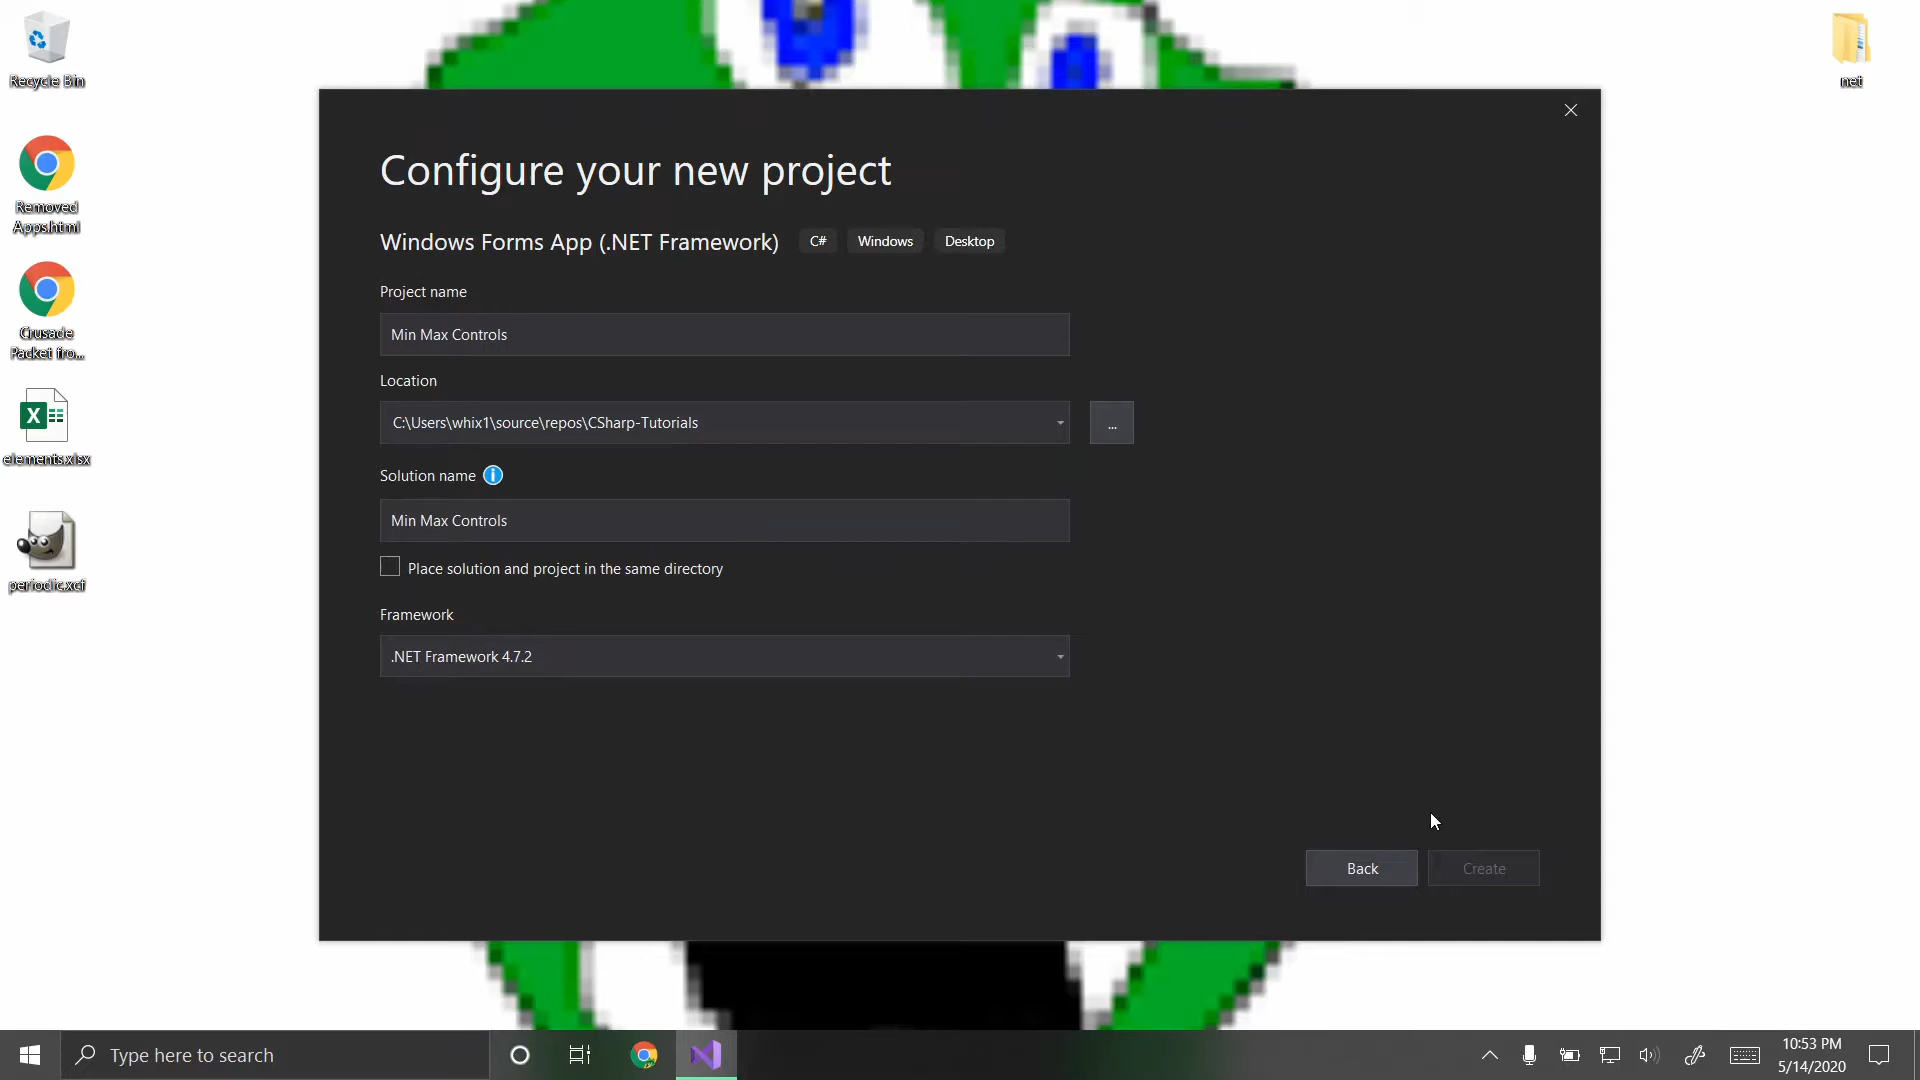 Recycle Bin
Removed
Apps.html
Crusade
Packet fro...
elements.xlsx
periodic.xcf
net
Configure your new project
Windows Forms App (.NET Framework)
C#
Windows
Desktop
Project name
Min Max Controls
Location
C:\Users\whix1\source\repos\CSharp-Tutorials
...
Solution name
Min Max Controls
Place solution and project in the same directory
Framework
.NET Framework 4.7.2
Back
Create
Type here to search
10:53 PM
5/14/2020